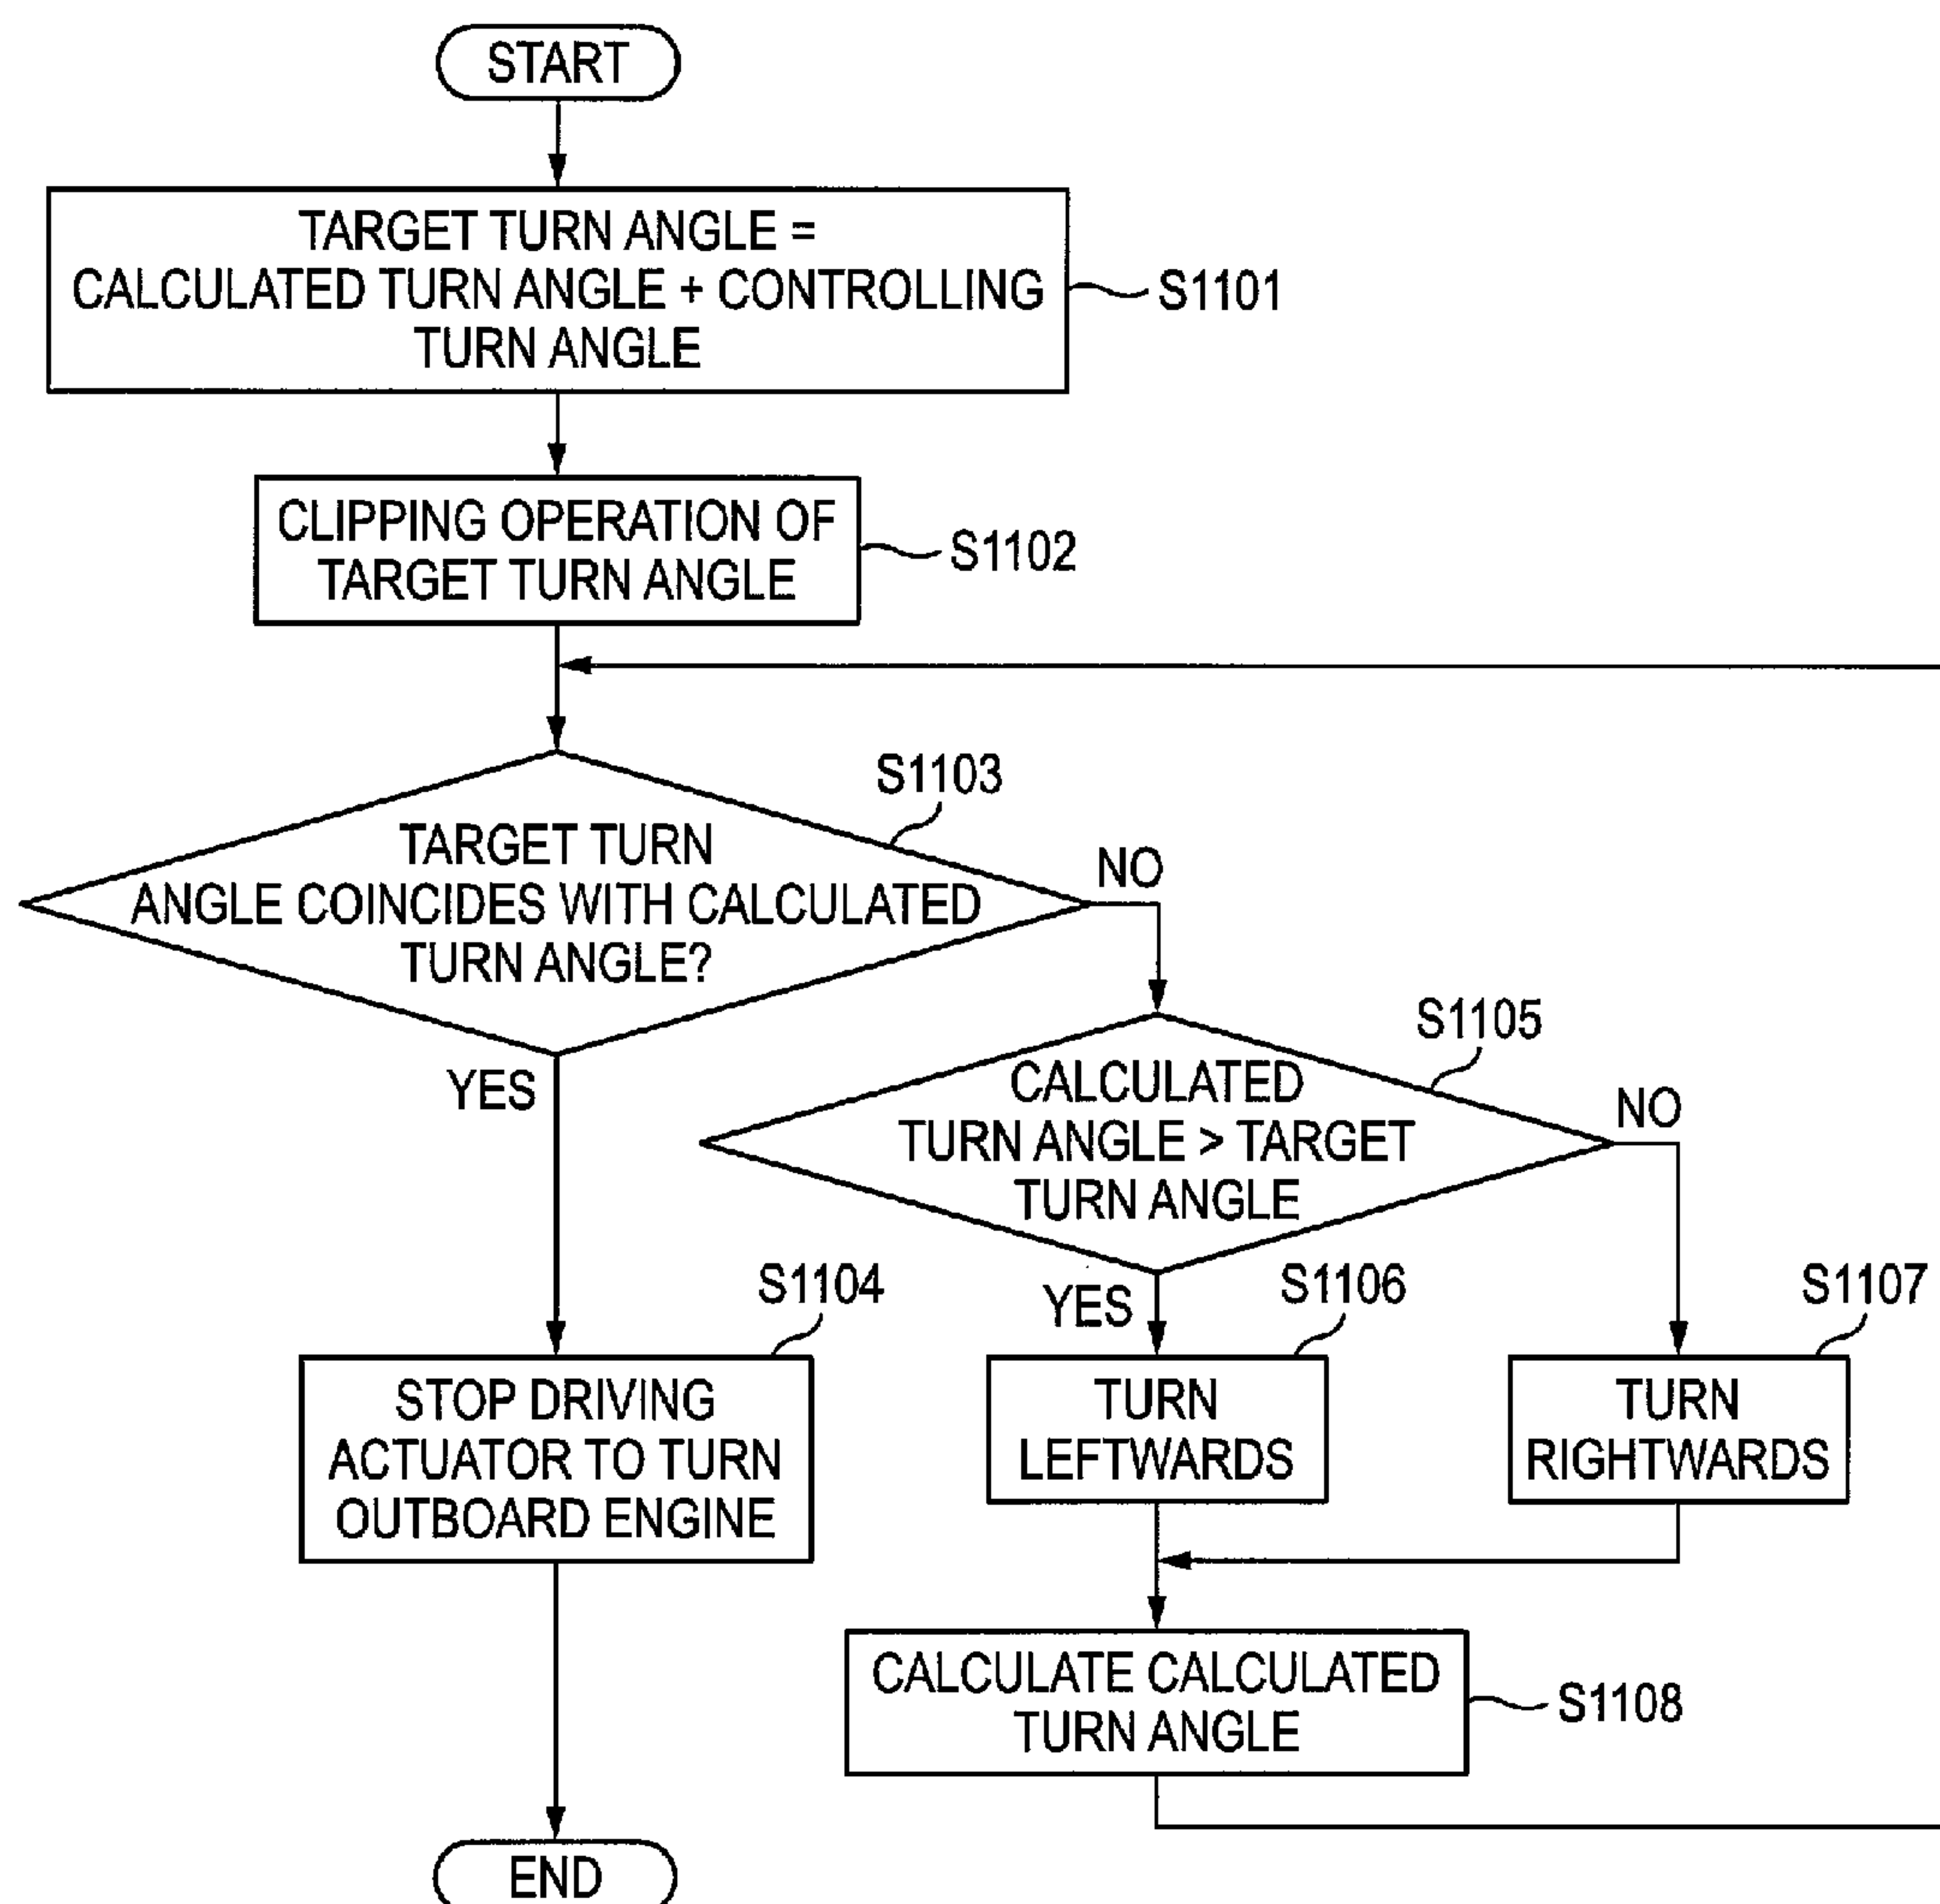 START
TARGET TURN ANGLE =
CALCULATED TURN ANGLE + CONTROLLING
TURN ANGLE
S1101
CLIPPING OPERATION OF
TARGET TURN ANGLE
S1102
S1103
TARGET TURN
ANGLE COINCIDES WITH CALCULATED
TURN ANGLE?
NO
YES
S1105
CALCULATED
TURN ANGLE > TARGET
TURN ANGLE
NO
YES
S1104
STOP DRIVING
ACTUATOR TO TURN
OUTBOARD ENGINE
S1106
TURN
LEFTWARDS
S1107
TURN
RIGHTWARDS
CALCULATE CALCULATED
TURN ANGLE
S1108
END